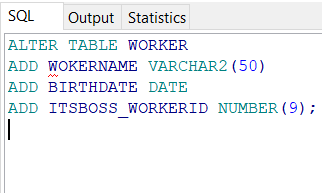 SQL Output Statistics
ALTER TABLE WORKER
ADD WOKERNAME VARCHAR2(50)
ADD BIRTHDATE DATE
ADD ITSBOSS_WORKERID NUMBER(9);